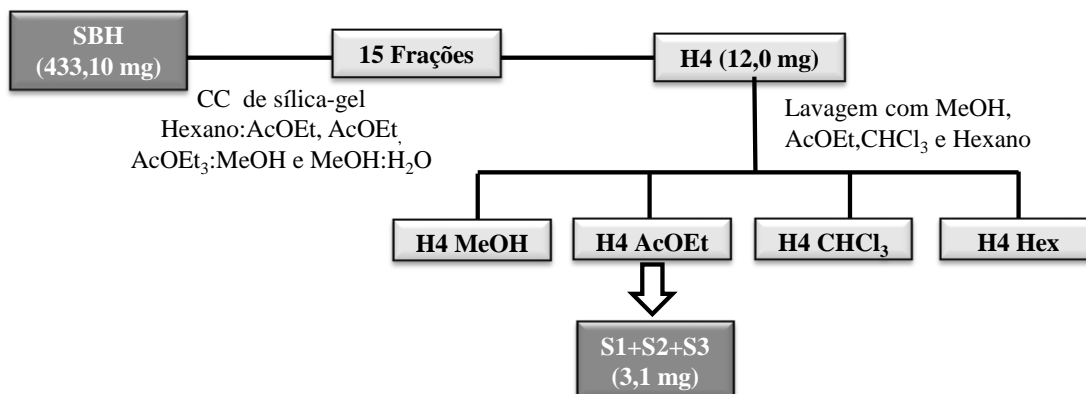 SBH
(433,10 mg)
15 Frações
H4 (12,0 mg)
CC de sílica-gel
Hexano:AcOEt, AcOEt,
AcOEt₃:MeOH e MeOH:H₂O
Lavagem com MeOH,
AcOEt,CHCl₃ e Hexano
H4 MeOH
H4 AcOEt
H4 CHCl₃
H4 Hex
S1+S2+S3
(3,1 mg)